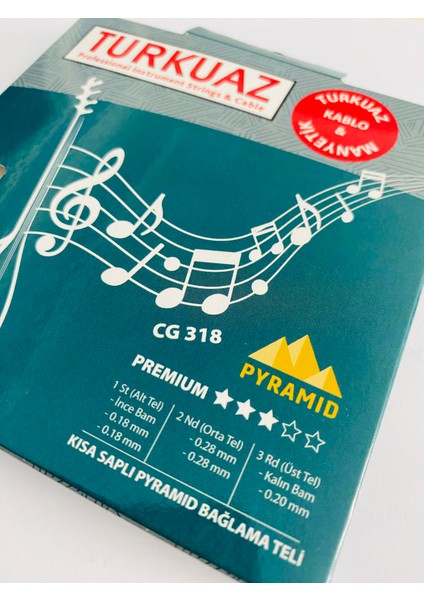 TURKUAZ
Professional Instrument Strings & Cable
TURKUAZ
KABLO
&
MANYETİK
CG 318
PREMIUM
PYRAMID
1 St (Alt Tel)
- İnce Bam
- 0.18 mm
- 0.18 mm
2 Nd (Orta Tel)
- 0.28 mm
- 0.28 mm
3 Rd (Üst Tel)
- Kalın Bam
- 0.20 mm
KISA SAPLI PYRAMID BAĞLAMA TELİ